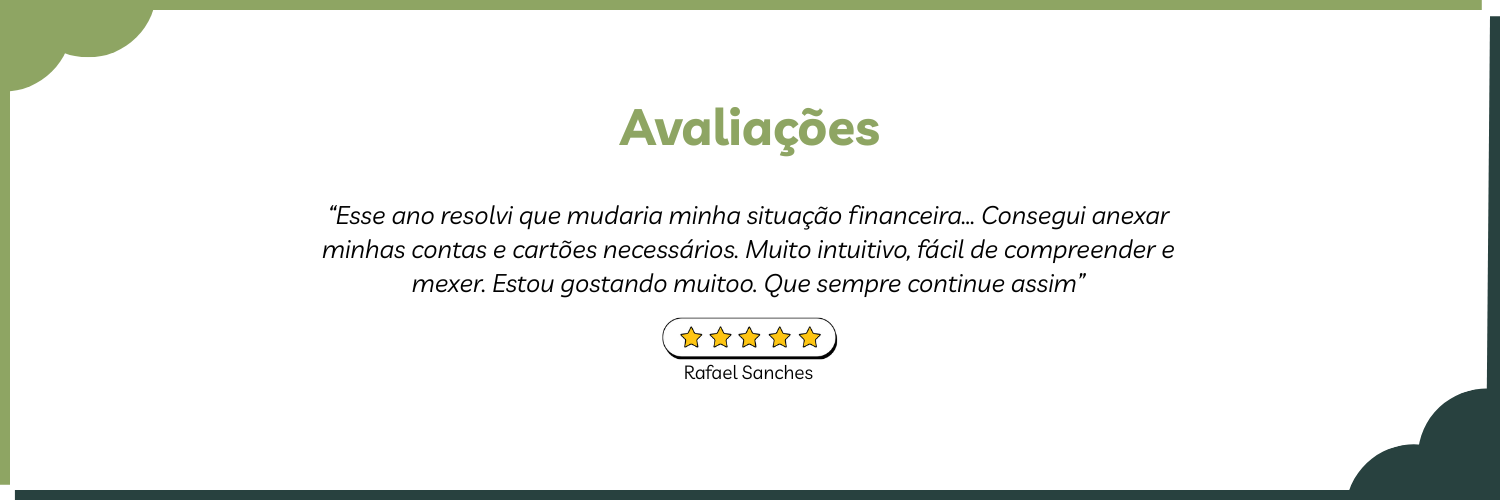 Avaliações
“Esse ano resolvi que mudaria minha situação financeira... Consegui anexar
minhas contas e cartões necessários. Muito intuitivo, fácil de compreender e
mexer. Estou gostando muitoo. Que sempre continue assim”
Rafael Sanches